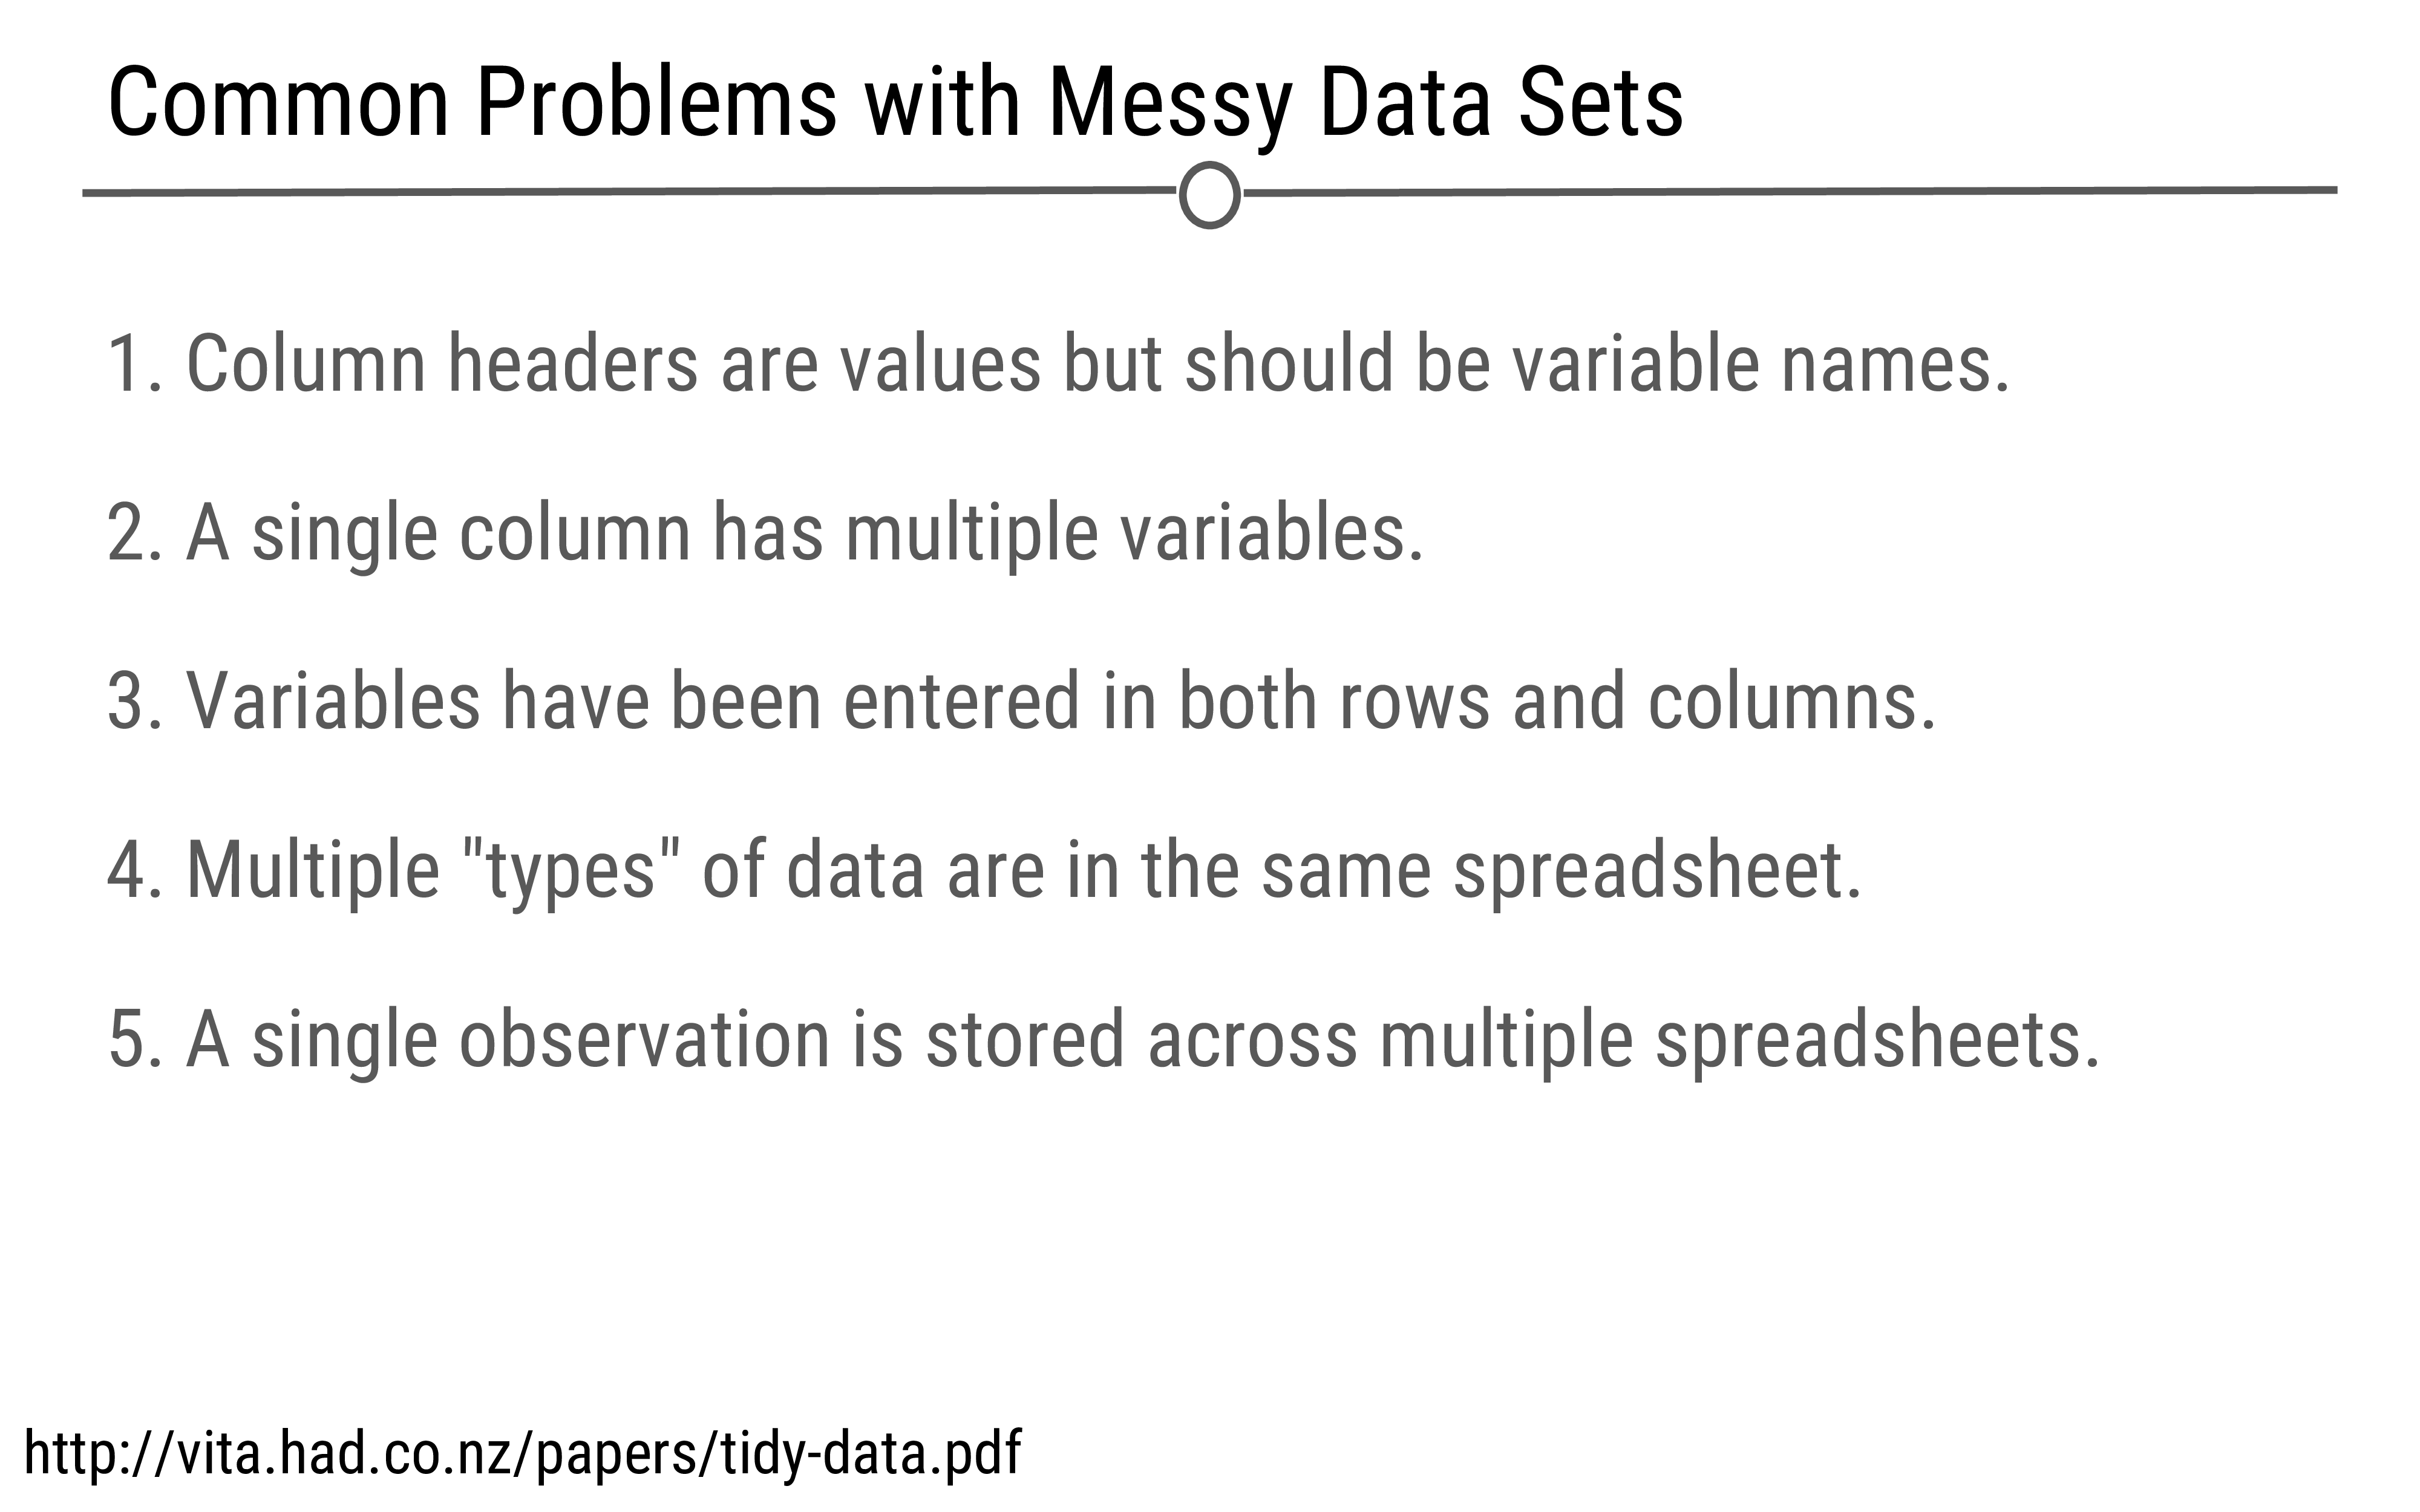 Common Problems with Messy Data Sets
1. Column headers are values but should be variable names.
2. A single column has multiple variables.
3. Variables have been entered in both rows and columns.
4. Multiple "types" of data are in the same spreadsheet.
5. A single observation is stored across multiple spreadsheets.
http://vita.had.co.nz/papers/tidy-data.pdf